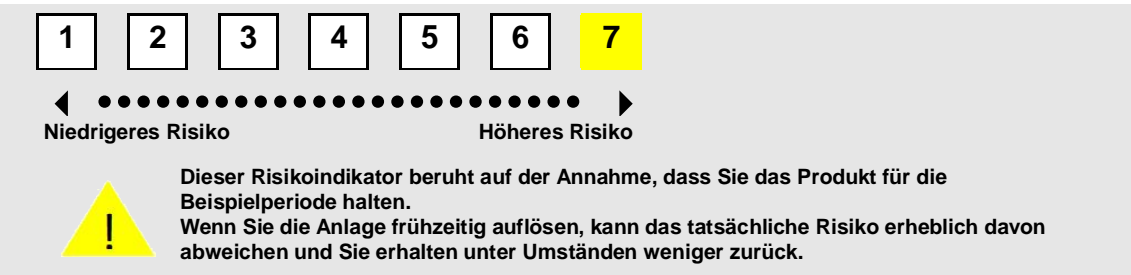 1 2 3 4 5 6 7
Niedrigeres Risiko Höheres Risiko
Dieser Risikoindikator beruht auf der Annahme, dass Sie das Produkt für die
Beispielperiode halten.
Wenn Sie die Anlage frühzeitig auflösen, kann das tatsächliche Risiko erheblich davon
abweichen und Sie erhalten unter Umständen weniger zurück.
!